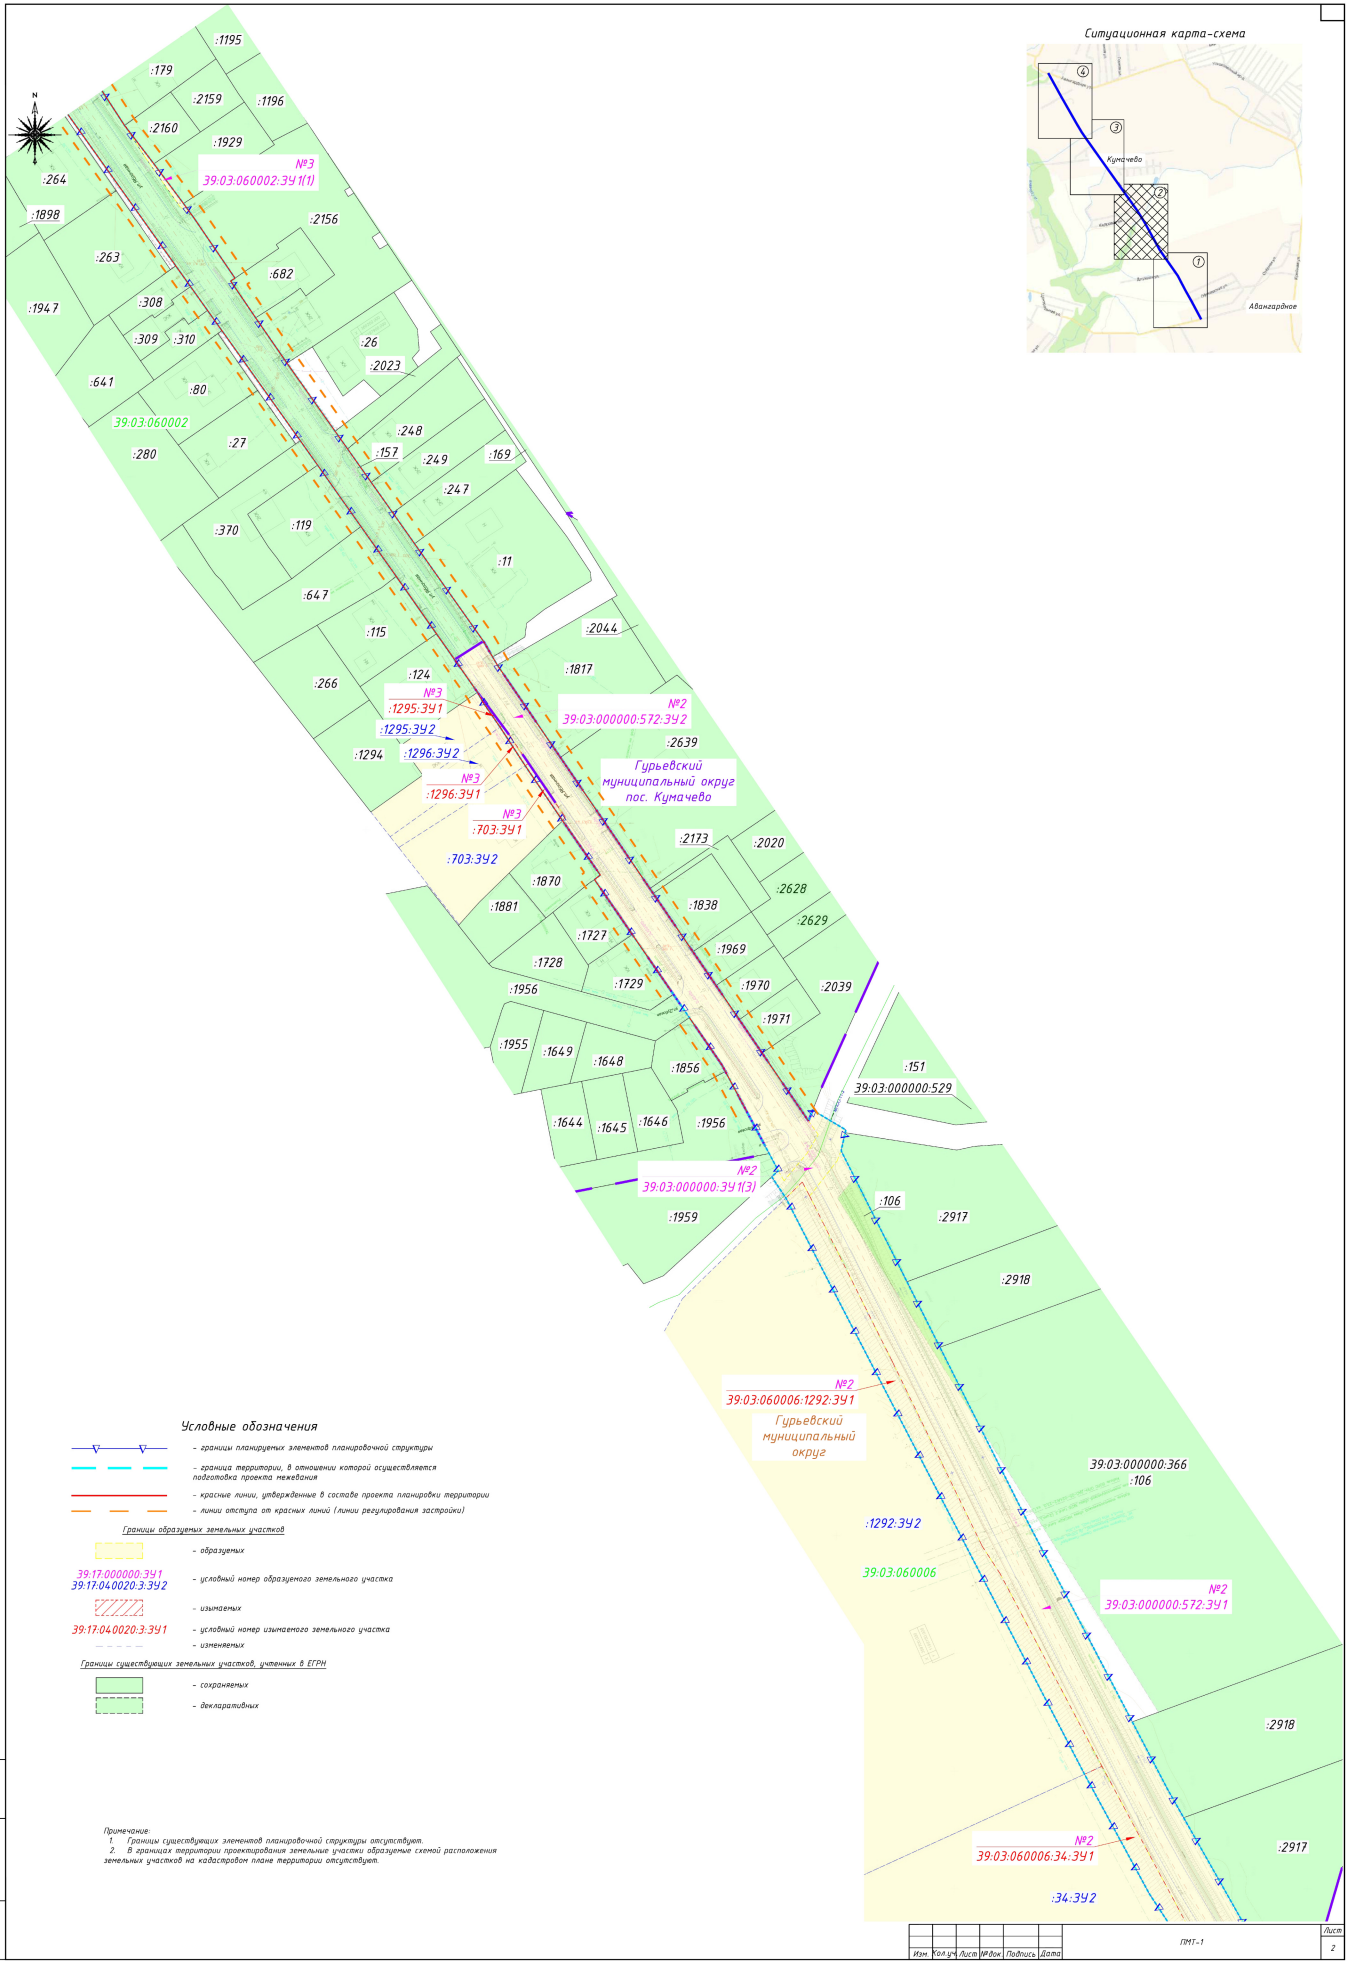 Ситуационная карта-схема
④
③
Кумачево
②
①
Авангардное
N
:1195
:179
:2159
:1196
:2160
:1929
№3
39:03:060002:ЗУ1(1)
:264
:1898
:2156
:263
:682
:1947
:308
:309
:310
:26
:2023
:641
:80
39:03:060002
:27
:248
:280
:157
:249
:169
:247
:370
:119
:11
ул.Яблочная
:647
:115
:2044
:124
:1817
:266
№3
:1295:ЗУ1
№2
39:03:000000:572:ЗУ2
:1295:ЗУ2
:1294
:1296:ЗУ2
:2639
Гурьевский
муниципальный округ
пос. Кумачево
№3
:1296:ЗУ1
№3
:703:ЗУ1
:2173
:2020
:703:ЗУ2
:1870
:2628
:1881
:1838
:2629
:1727
:1969
:1728
:1729
:1970
:2039
:1956
:1971
:1955
:1649
:1648
:1856
:151
39:03:000000:529
:1644
:1645
:1646
:1956
№2
39:03:000000:ЗУ1(3)
:106
:1959
:2917
:2918
№2
39:03:060006:1292:ЗУ1
Гурьевский
муниципальный
округ
39:03:000000:366
:106
:1292:ЗУ2
39:03:060006
№2
39:03:000000:572:ЗУ1
:2918
№2
39:03:060006:34:ЗУ1
:2917
:34:ЗУ2
Условные обозначения
- границы планируемых элементов планировочной структуры
- граница территории, в отношении которой осуществляется
подготовка проекта межевания
- красные линии, утвержденные в составе проекта планировки территории
- линии отступа от красных линий (линии регулирования застройки)
Границы образуемых земельных участков
- образуемых
39:17:000000:ЗУ1
39:17:040020:3:ЗУ2
- условный номер образуемого земельного участка
- изымаемых
39:17:040020:3:ЗУ1
- условный номер изымаемого земельного участка
- изменяемых
Границы существующих земельных участков, учтенных в ЕГРН
- сохраняемых
- декларативных
Примечание:
1. Границы существующих элементов планировочной структуры отсутствуют.
2. В границах территории проектирования земельные участки образуемые схемой расположения
земельных участков на кадастровом плане территории отсутствуют.
Изм. Кол.уч Лист №док. Подпись Дата
ПМТ-1
Лист
2